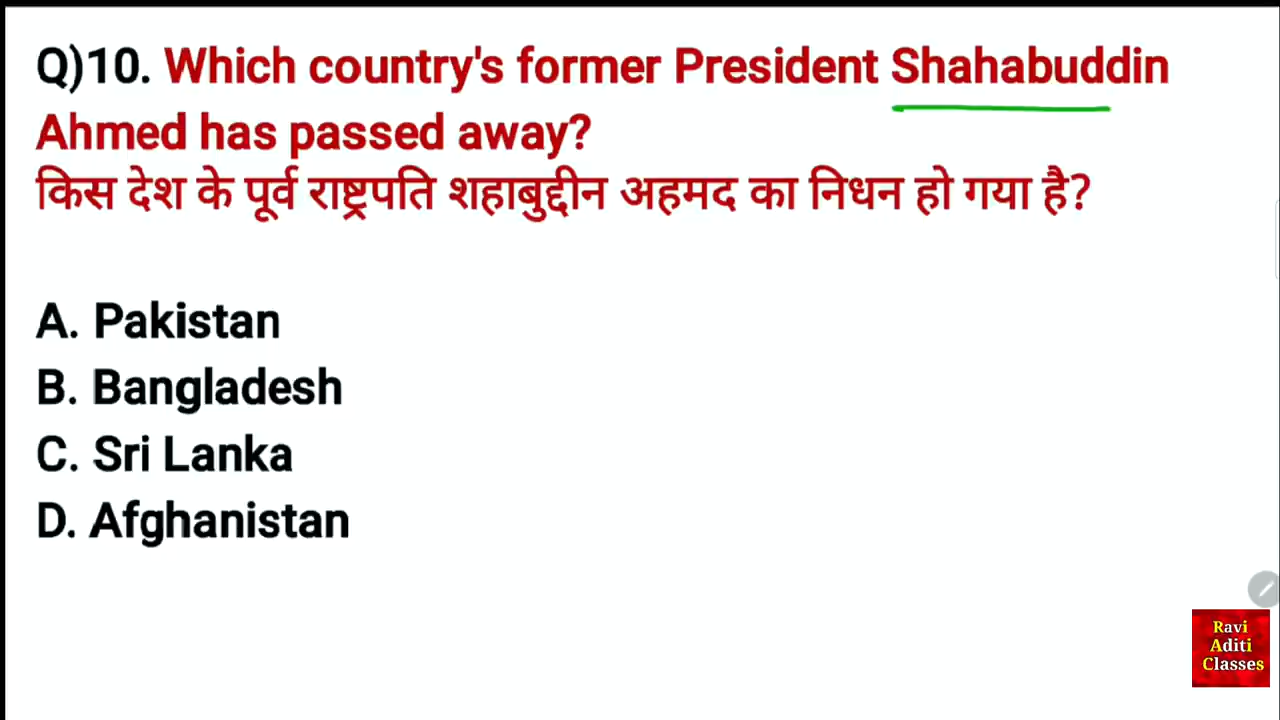 Q)10. Which country's former President Shahabuddin
Ahmed has passed away?
किस देश के पूर्व राष्ट्रपति शहाबुद्दीन अहमद का निधन हो गया है?
A. Pakistan
B. Bangladesh
C. Sri Lanka
D. Afghanistan
Ravi
Aditi
Classes